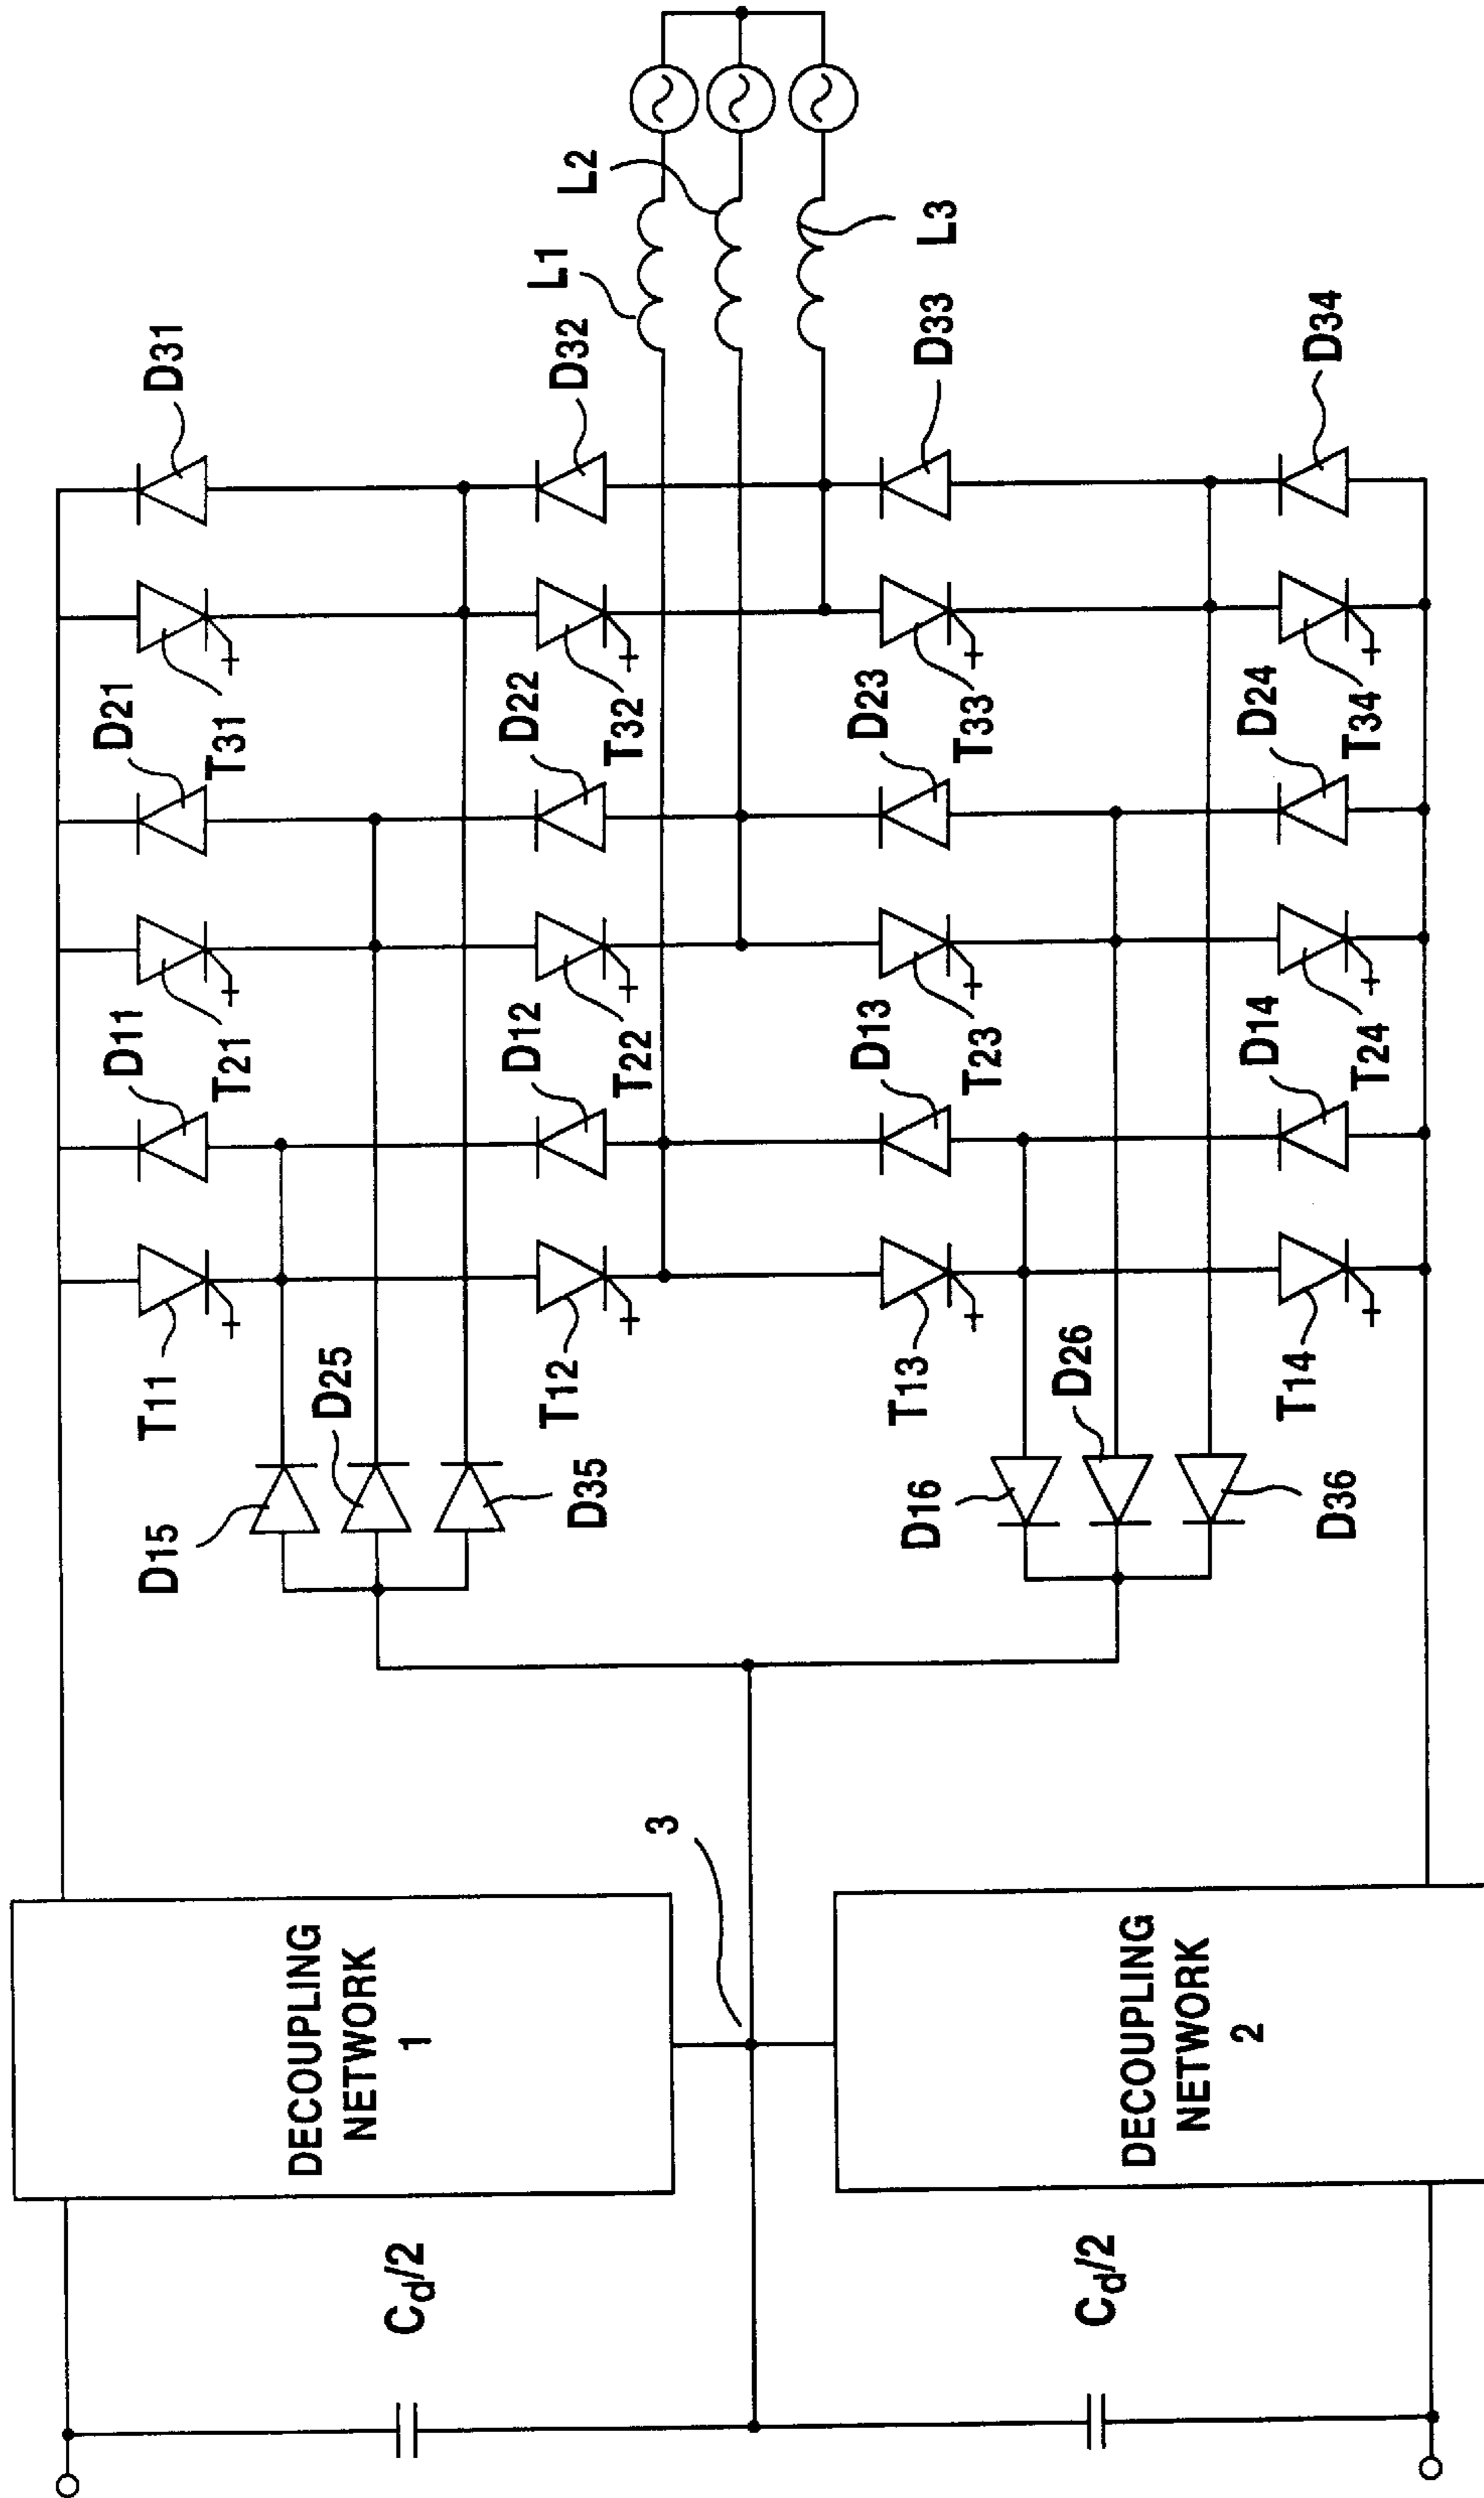 DECOUPLING
NETWORK
1
DECOUPLING
NETWORK
2
Cd/2
Cd/2
3
D15
D25
D35
D16
D26
D36
T11
T12
T13
T14
D11
D12
D13
D14
T21
T22
T23
T24
D21
D22
D23
D24
T31
T32
T33
T34
D31
D32
D33
D34
L1
L2
L3